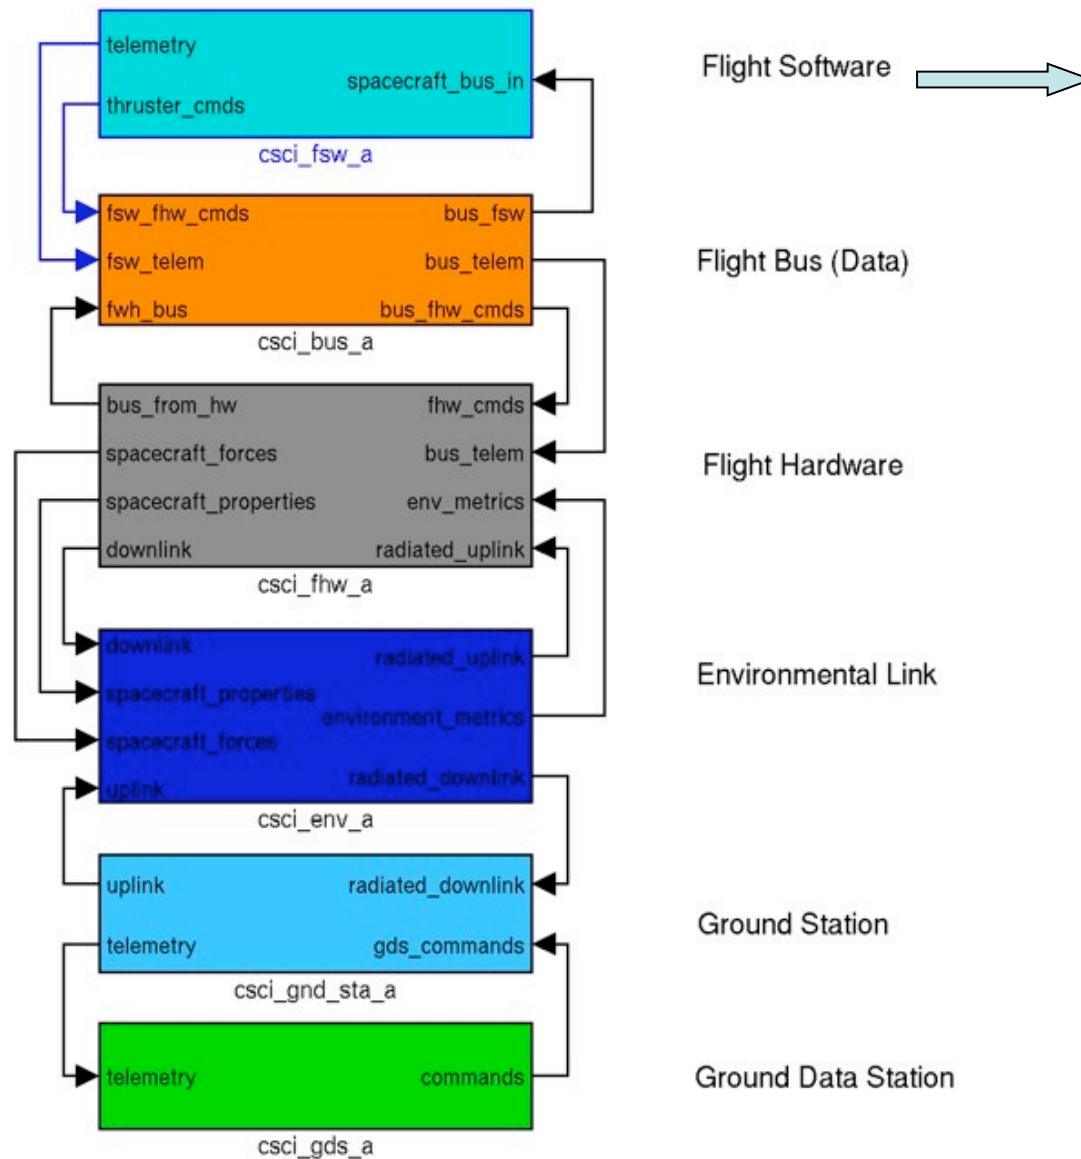 telemetry
spacecraft_bus_in
thruster_cmds
csci_fsw_a
Flight Software
fsw_fhw_cmds
bus_fsw
fsw_telem
bus_telem
fwh_bus
bus_fhw_cmds
csci_bus_a
Flight Bus (Data)
bus_from_hw
fhw_cmds
spacecraft_forces
bus_telem
spacecraft_properties
env_metrics
downlink
radiated_uplink
csci_fhw_a
Flight Hardware
downlink
radiated_uplink
spacecraft_properties
environment_metrics
spacecraft_forces
radiated_downlink
uplink
csci_env_a
Environmental Link
uplink
radiated_downlink
telemetry
gds_commands
csci_gnd_sta_a
Ground Station
telemetry
commands
csci_gds_a
Ground Data Station